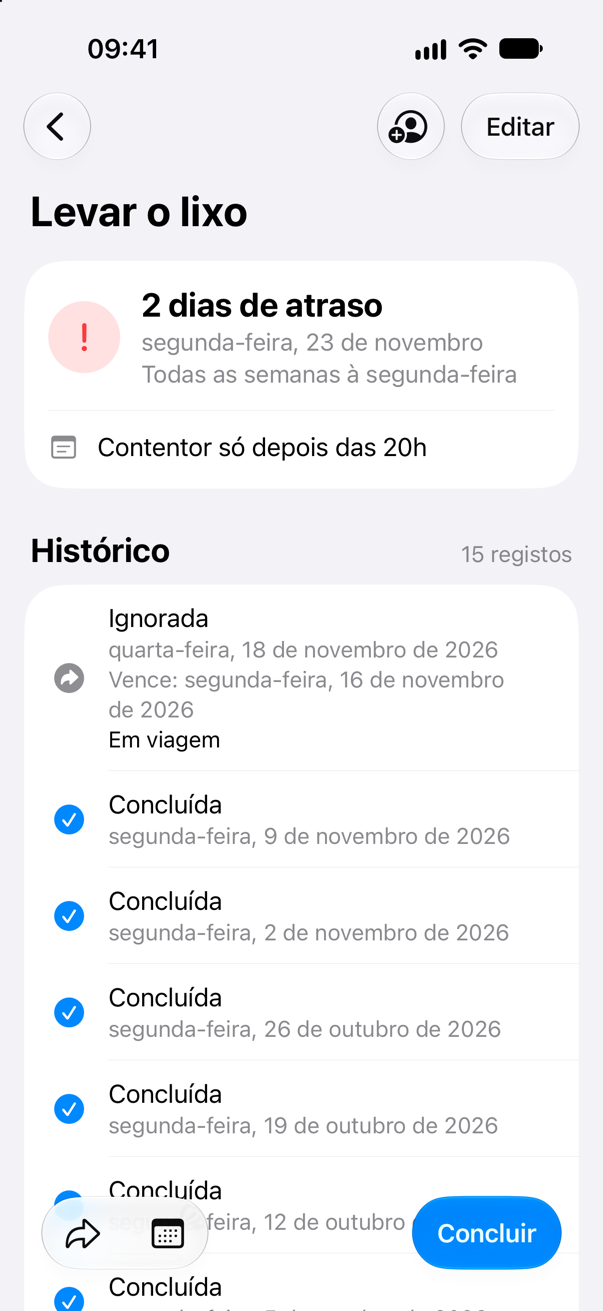 09:41
Editar
Levar o lixo
2 dias de atraso
segunda-feira, 23 de novembro
Todas as semanas à segunda-feira
Contentor só depois das 20h
Histórico
15 registos
Ignorada
quarta-feira, 18 de novembro de 2026
Vence: segunda-feira, 16 de novembro
de 2026
Em viagem
Concluída
segunda-feira, 9 de novembro de 2026
Concluída
segunda-feira, 2 de novembro de 2026
Concluída
segunda-feira, 26 de outubro de 2026
Concluída
segunda-feira, 19 de outubro de 2026
Concluída
segunda-feira, 12 de outubro
Concluir
Concluída